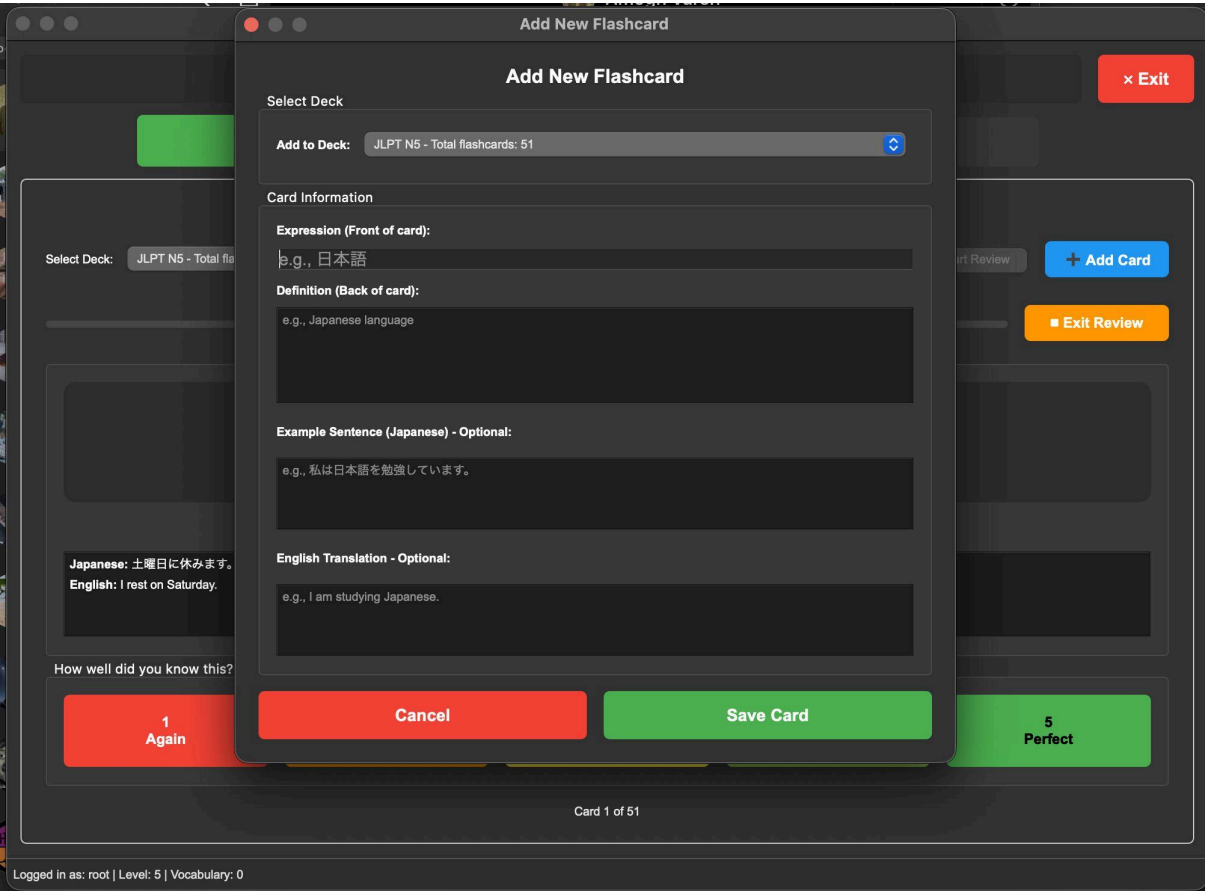 Add New Flashcard
Add New Flashcard
× Exit
Select Deck
Add to Deck: JLPT N5 - Total flashcards: 51
Card Information
Expression (Front of card):
e.g., 日本語
Select Deck: JLPT N5 - Total
Review
+ Add Card
Definition (Back of card):
e.g., Japanese language
■ Exit Review
Example Sentence (Japanese) - Optional:
e.g., 私は日本語を勉強しています。
English Translation - Optional:
e.g., I am studying Japanese.
Japanese: 土曜日に休みます。
English: I rest on Saturday.
How well did you know this?
Cancel
Save Card
1
Again
5
Perfect
Card 1 of 51
Logged in as: root | Level: 5 | Vocabulary: 0